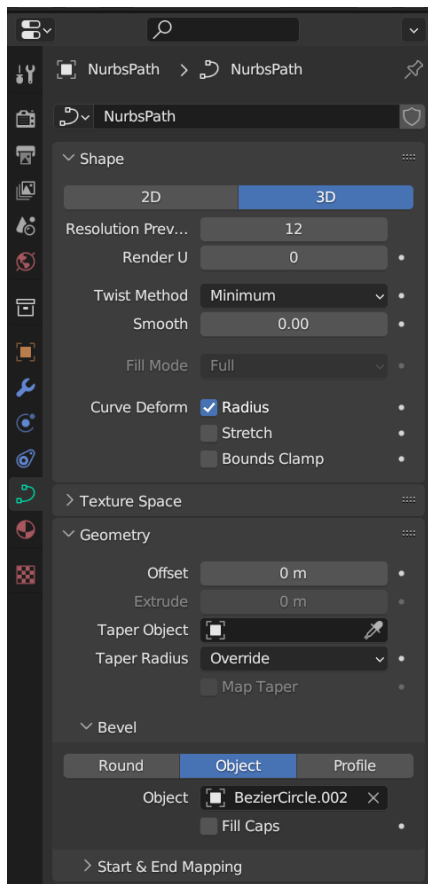 NurbsPath > NurbsPath
NurbsPath
Shape
2D 3D
Resolution Prev... 12
Render U 0
Twist Method Minimum
Smooth 0.00
Fill Mode Full
Curve Deform Radius
Stretch
Bounds Clamp
Texture Space
Geometry
Offset 0 m
Extrude 0 m
Taper Object
Taper Radius Override
Map Taper
Bevel
Round Object Profile
Object BezierCircle.002
Fill Caps
Start & End Mapping